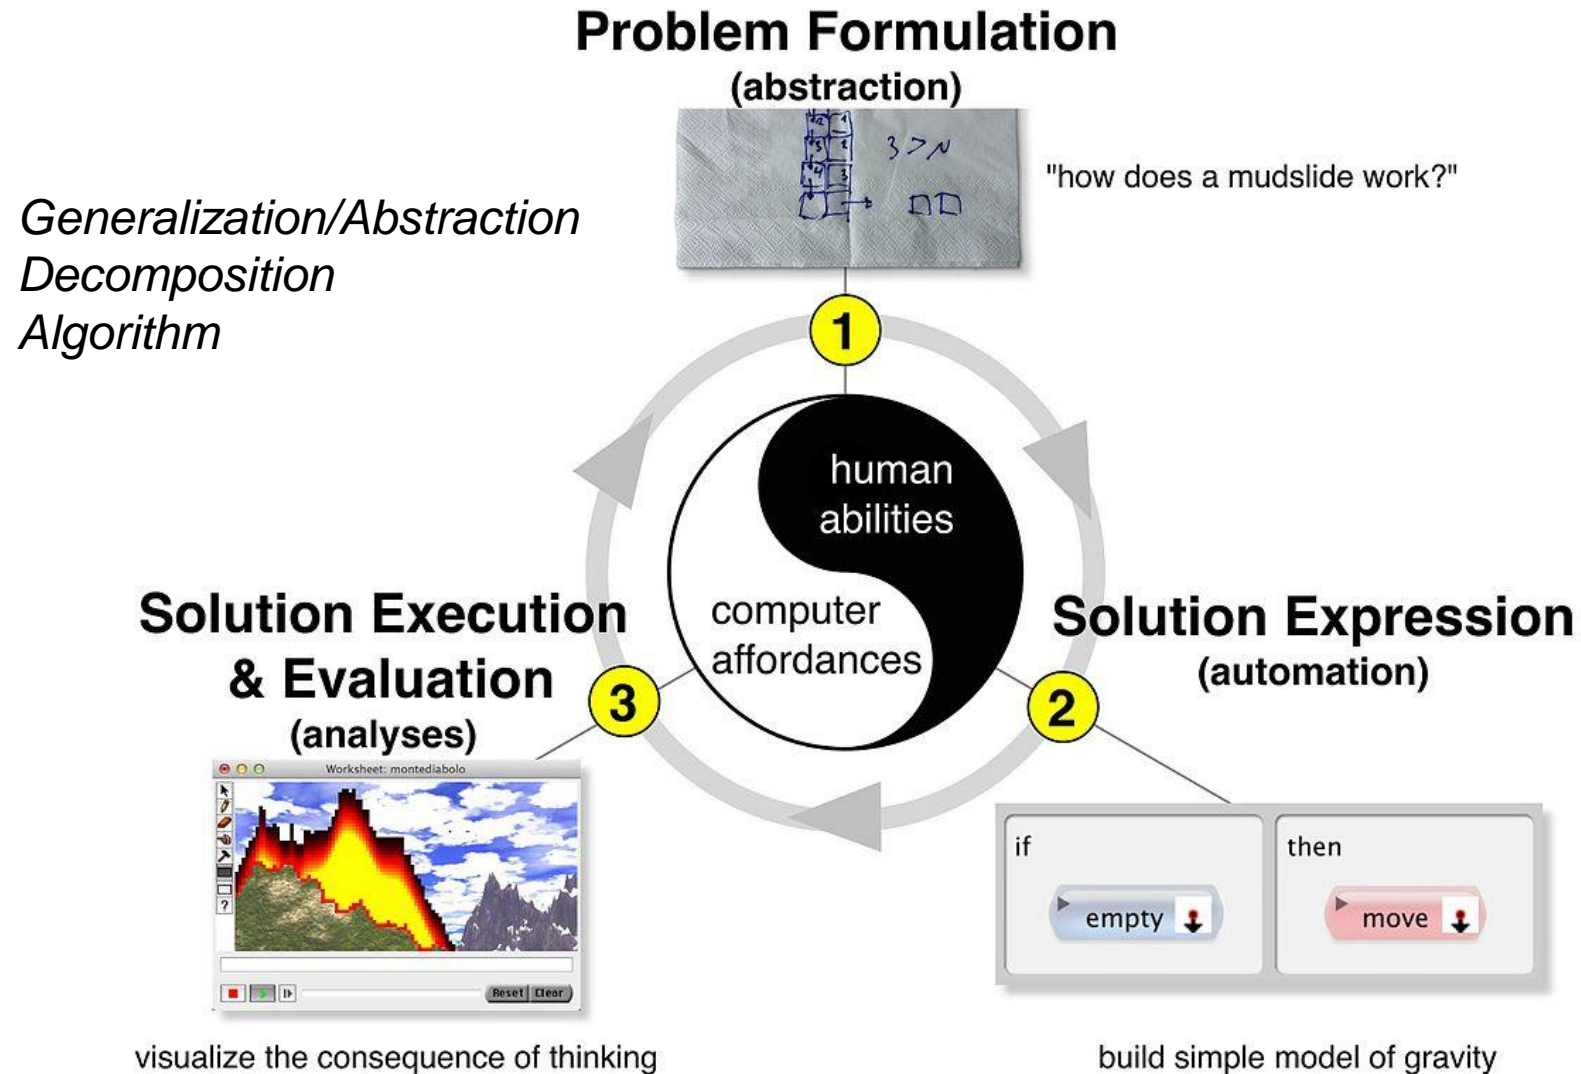 Problem Formulation
(abstraction)
3 > N
"how does a mudslide work?"
Generalization/Abstraction
Decomposition
Algorithm
1
human
abilities
computer
affordances
Solution Execution
& Evaluation
(analyses)
3
Solution Expression
(automation)
2
Worksheet: montediabolo
?
Reset Clear
if
empty
then
move
visualize the consequence of thinking
build simple model of gravity